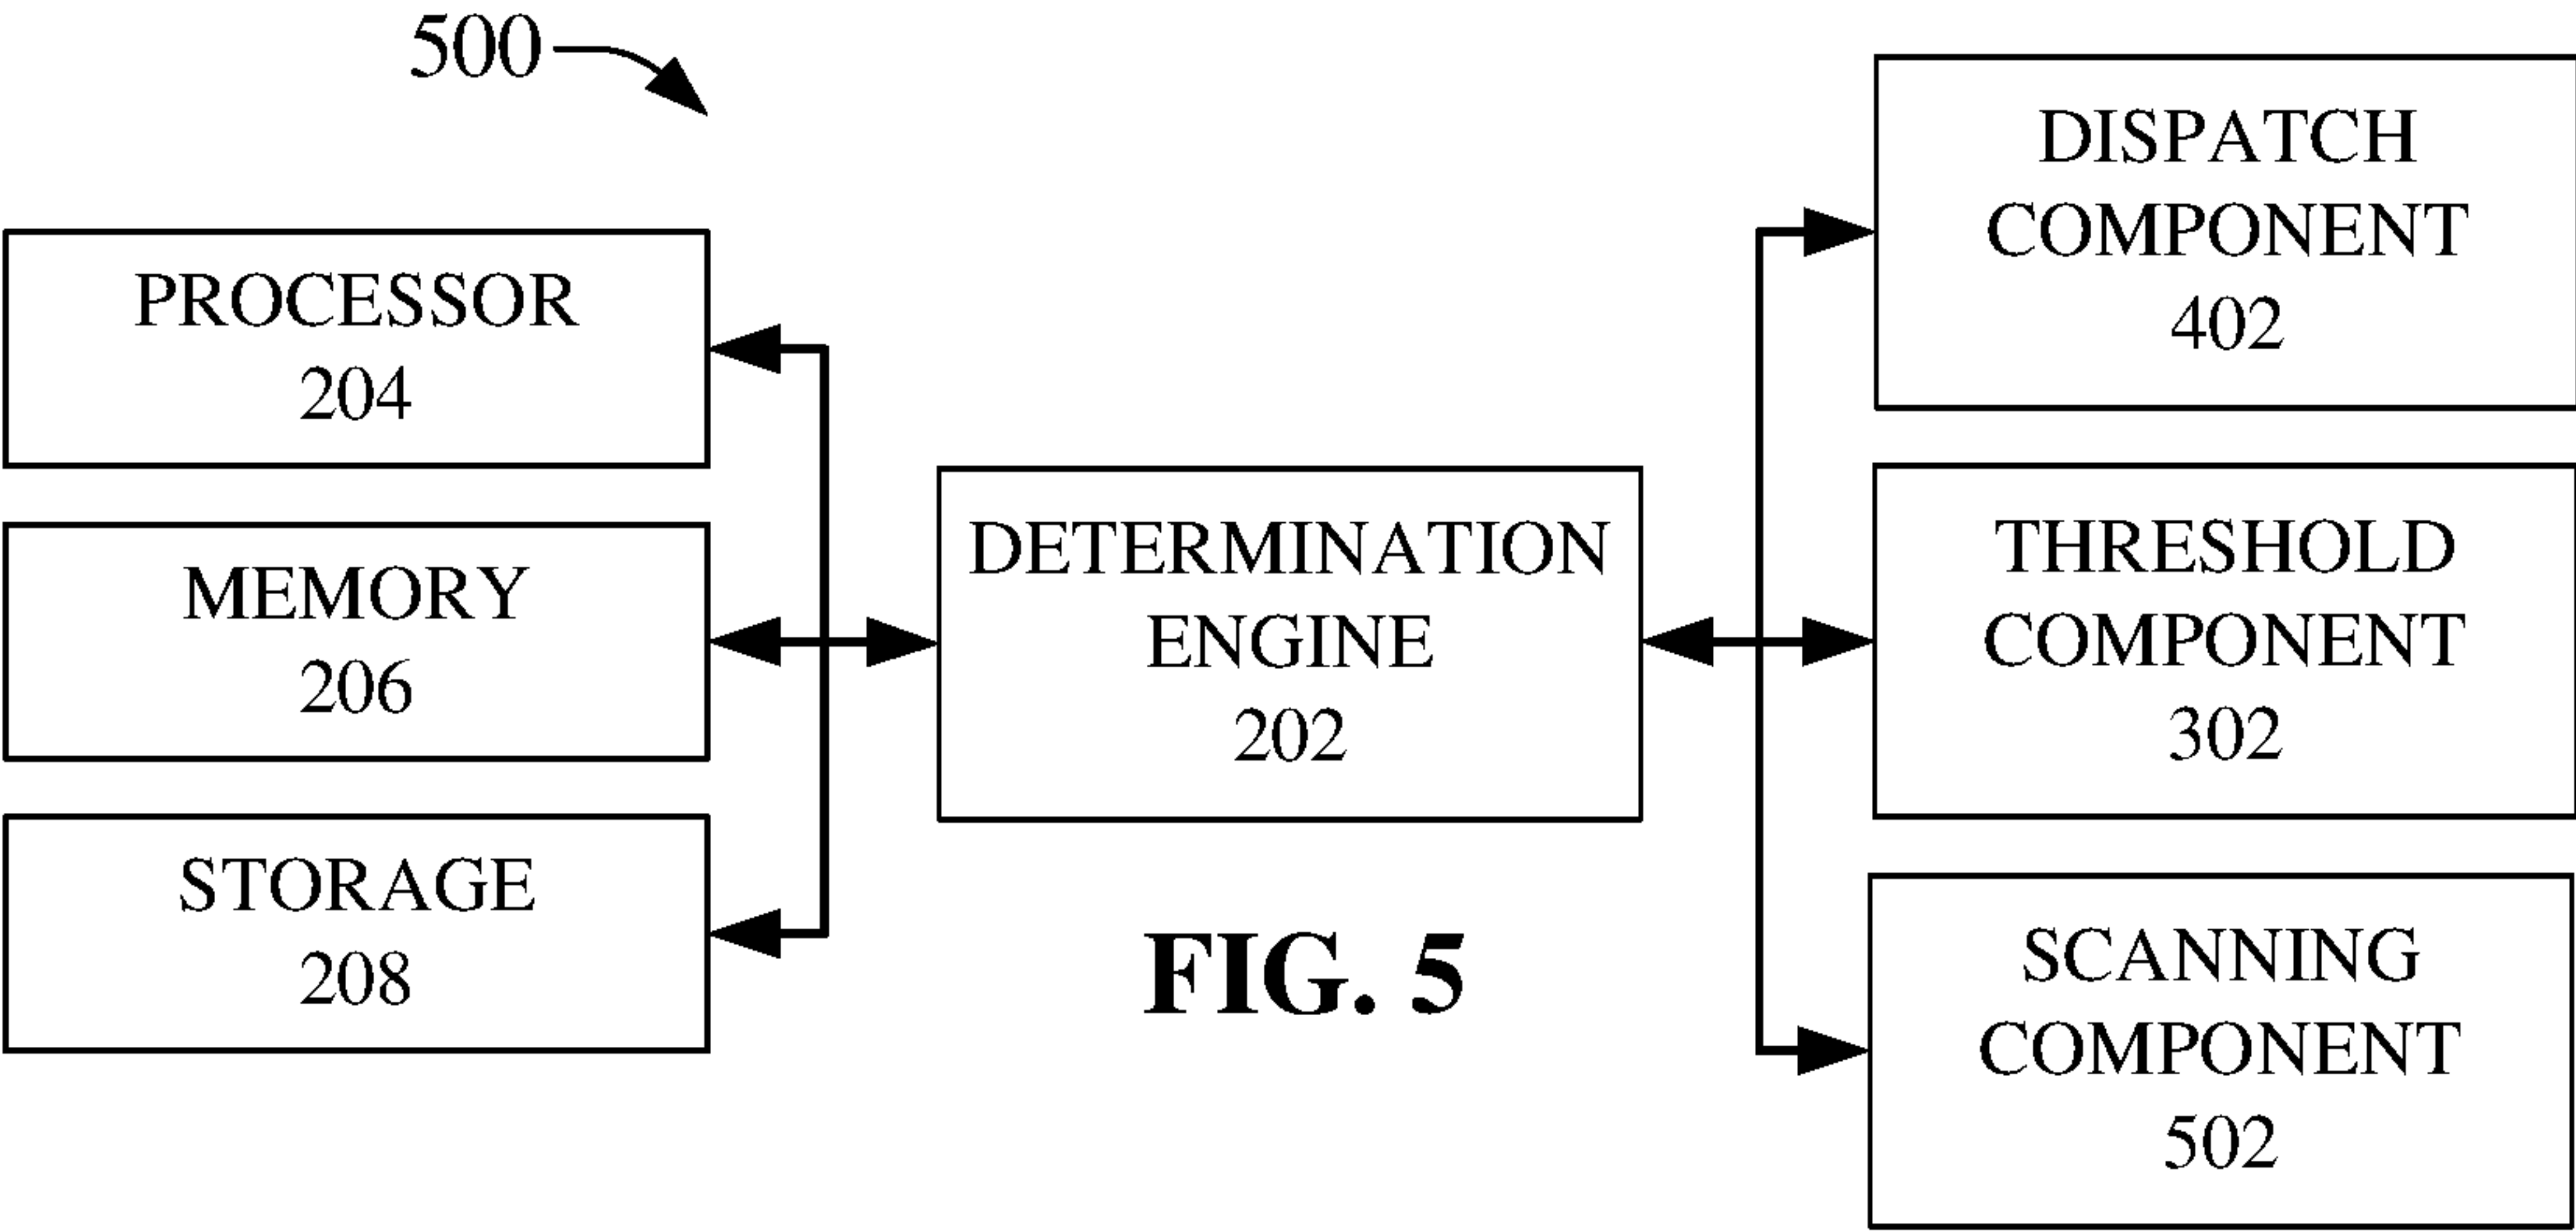 500
PROCESSOR
204
MEMORY
206
STORAGE
208
DETERMINATION
ENGINE
202
DISPATCH
COMPONENT
402
THRESHOLD
COMPONENT
302
SCANNING
COMPONENT
502
FIG. 5